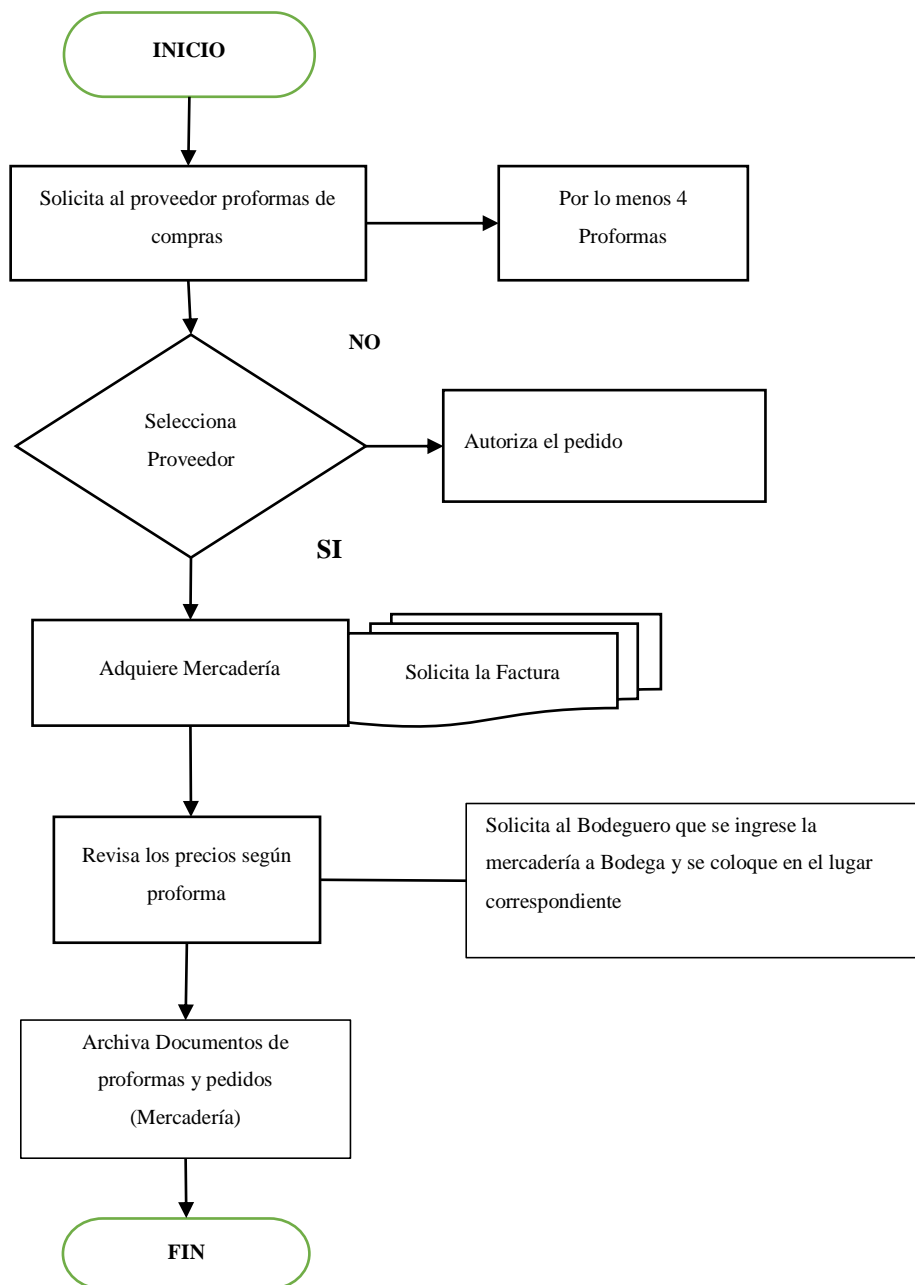 INICIO
Solicita al proveedor proformas de
compras
Por lo menos 4
Proformas
NO
Selecciona
Proveedor
Autoriza el pedido
SI
Adquiere Mercadería
Solicita la Factura
Revisa los precios según
proforma
Solicita al Bodeguero que se ingrese la
mercadería a Bodega y se coloque en el lugar
correspondiente
Archiva Documentos de
proformas y pedidos
(Mercadería)
FIN